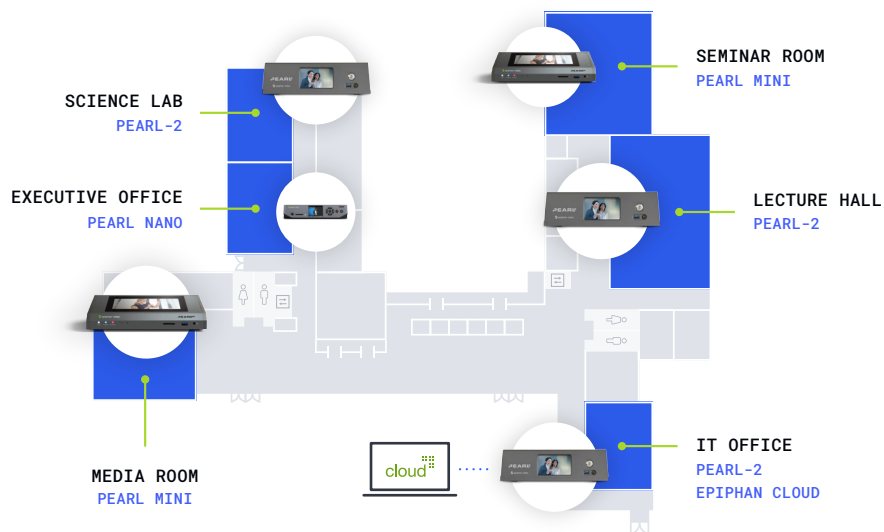 SCIENCE LAB
PEARL-2
EXECUTIVE OFFICE
PEARL NANO
MEDIA ROOM
PEARL MINI
SEMINAR ROOM
PEARL MINI
LECTURE HALL
PEARL-2
cloud
IT OFFICE
PEARL-2
EPIPHAN CLOUD